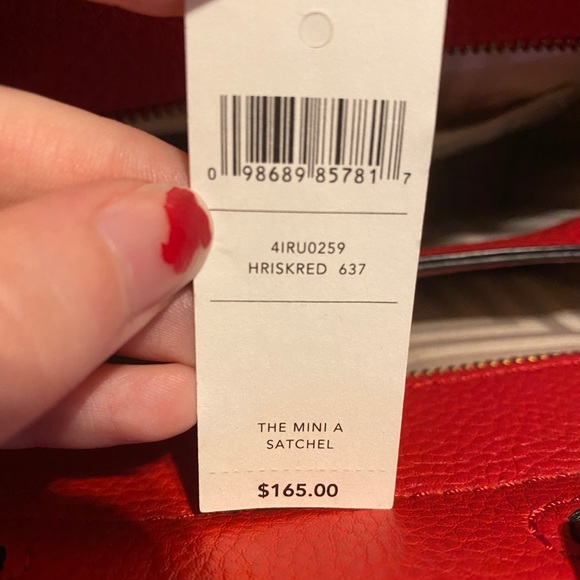 0 98689 85781 7
4IRU0259
HRISKRED 637
THE MINI A
SATCHEL
$165.00